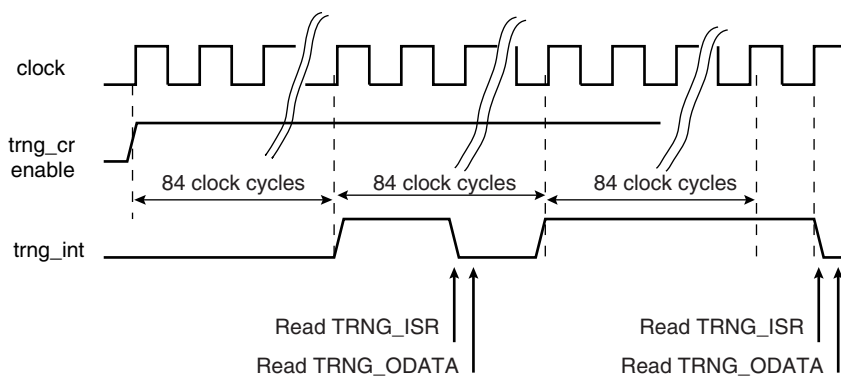 clock
trng_cr
enable
84 clock cycles
84 clock cycles
84 clock cycles
trng_int
Read TRNG_ISR
Read TRNG_ISR
Read TRNG_ODATA
Read TRNG_ODATA